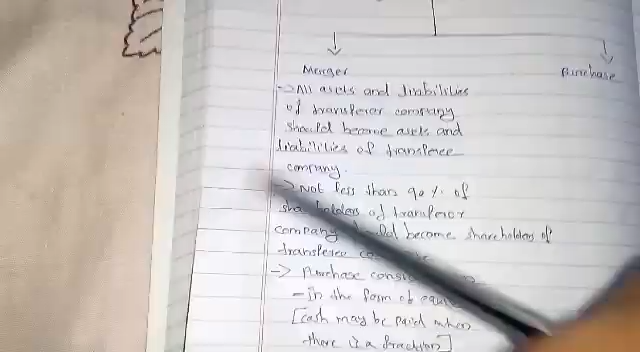 Merger
Purchase
-> All assets and liabilities
of transferer company
should become assets and
liabilities of transferee
company.
-> Not less than 90 % of
of transferor
company become shareholders of
transferee
-> Purchase
- In the form of
[cash may be paid when
there is a fraction]